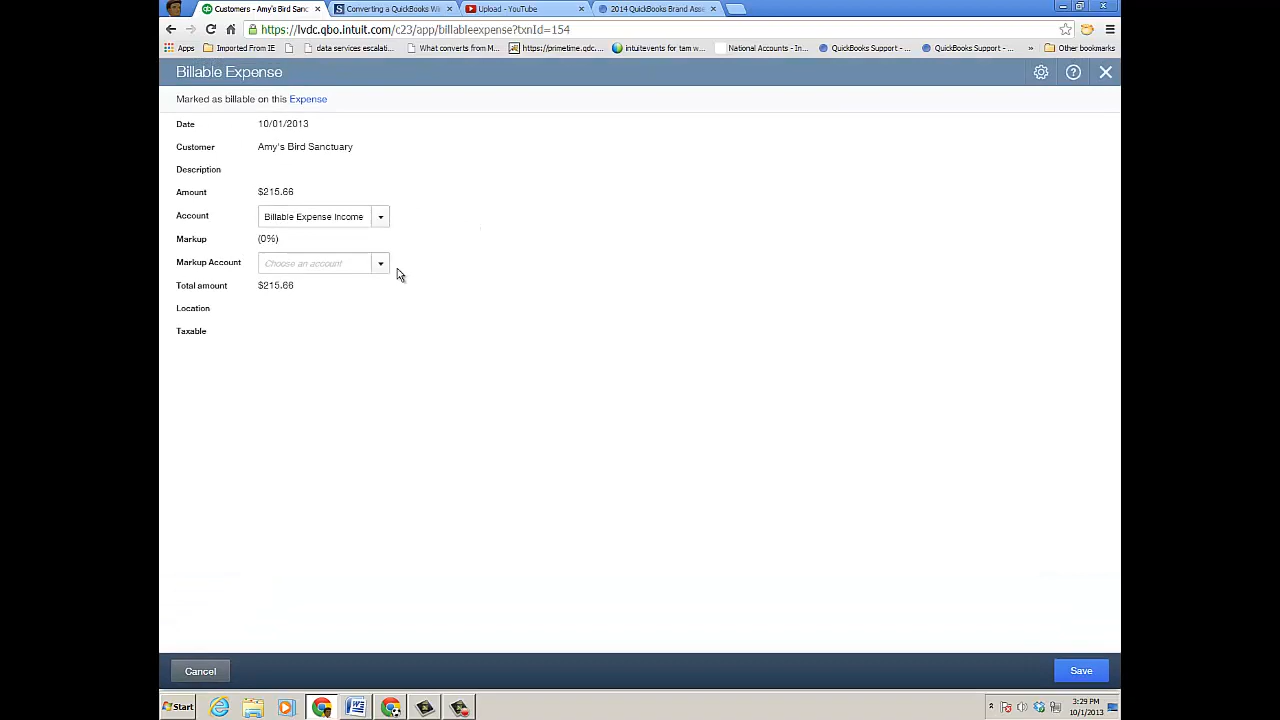 Customers - Amy's Bird Sanc
Converting a QuickBooks Wi
Upload - YouTube
2014 QuickBooks Brand Asse
https://lvdc.qbo.intuit.com/c23/app/billableexpense?txnId=154
Apps
Imported From IE
data services escalati...
What converts from M...
https://primetime.qdc....
intuitevents for tam w...
National Accounts - In...
QuickBooks Support - ...
QuickBooks Support - ...
»
Other bookmarks
Billable Expense
Marked as billable on this Expense
Date 10/01/2013
Customer Amy's Bird Sanctuary
Description
Amount $215.66
Account Billable Expense Income
Markup (0%)
Markup Account Choose an account
Total amount $215.66
Location
Taxable
Cancel
Save
Start
3:29 PM
10/1/2013